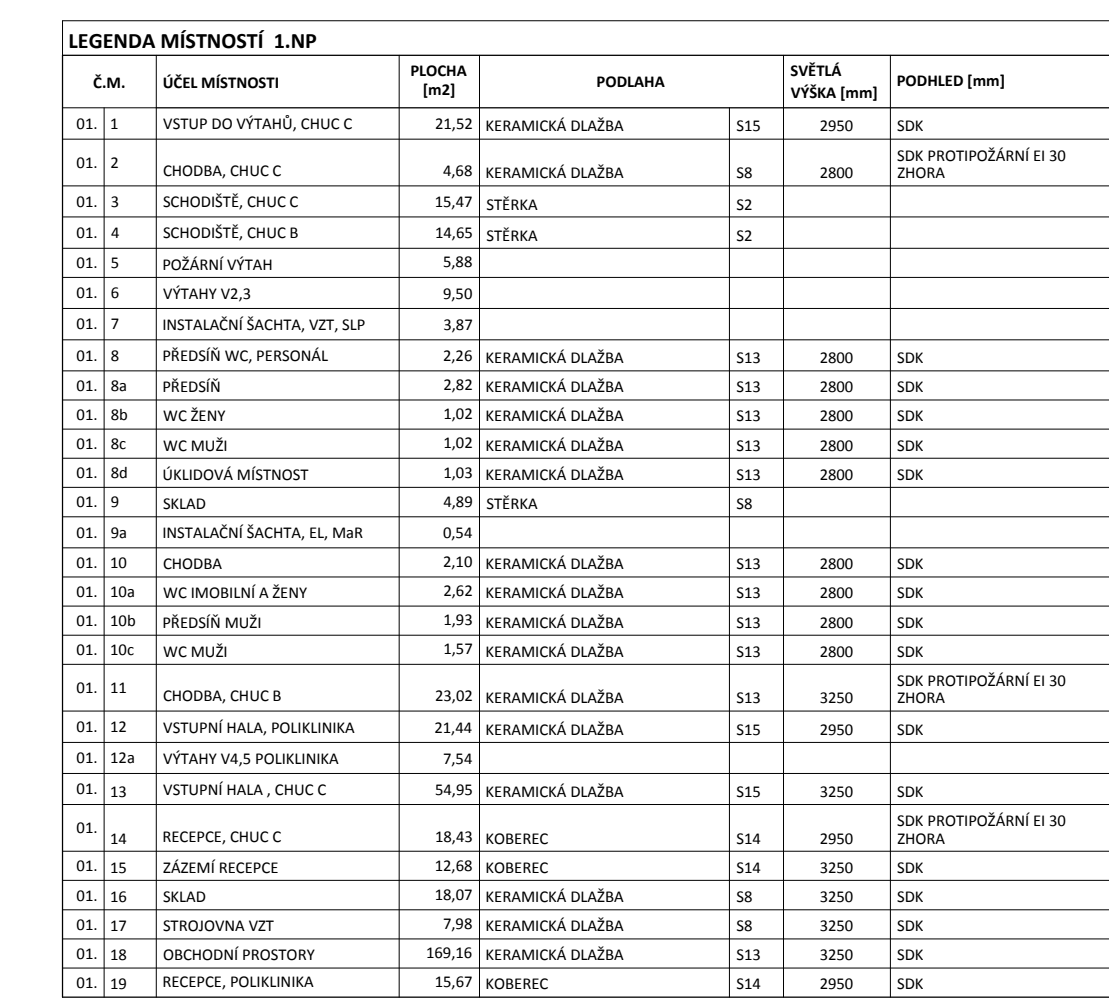 LEGENDA MÍSTNOSTÍ 1.NP
Č.M. ÚČEL MÍSTNOSTI PLOCHA [m2] PODLAHA SVĚTLÁ VÝŠKA [mm] PODHLED [mm]
01. 1 VSTUP DO VÝTAHŮ, CHUC C 21,52 KERAMICKÁ DLAŽBA S15 2950 SDK
01. 2 CHODBA, CHUC C 4,68 KERAMICKÁ DLAŽBA S8 2800 SDK PROTIPOŽÁRNÍ EI 30 ZHORA
01. 3 SCHODIŠTĚ, CHUC C 15,47 STĚRKA S2
01. 4 SCHODIŠTĚ, CHUC B 14,65 STĚRKA S2
01. 5 POŽÁRNÍ VÝTAH 5,88
01. 6 VÝTAHY V2,3 9,50
01. 7 INSTALAČNÍ ŠACHTA, VZT, SLP 3,87
01. 8 PŘEDSÍŇ WC, PERSONÁL 2,26 KERAMICKÁ DLAŽBA S13 2800 SDK
01. 8a PŘEDSÍŇ 2,82 KERAMICKÁ DLAŽBA S13 2800 SDK
01. 8b WC ŽENY 1,02 KERAMICKÁ DLAŽBA S13 2800 SDK
01. 8c WC MUŽI 1,02 KERAMICKÁ DLAŽBA S13 2800 SDK
01. 8d ÚKLIDOVÁ MÍSTNOST 1,03 KERAMICKÁ DLAŽBA S13 2800 SDK
01. 9 SKLAD 4,89 STĚRKA S8
01. 9a INSTALAČNÍ ŠACHTA, EL, MaR 0,54
01. 10 CHODBA 2,10 KERAMICKÁ DLAŽBA S13 2800 SDK
01. 10a WC IMOBILNÍ A ŽENY 2,62 KERAMICKÁ DLAŽBA S13 2800 SDK
01. 10b PŘEDSÍŇ MUŽI 1,93 KERAMICKÁ DLAŽBA S13 2800 SDK
01. 10c WC MUŽI 1,57 KERAMICKÁ DLAŽBA S13 2800 SDK
01. 11 CHODBA, CHUC B 23,02 KERAMICKÁ DLAŽBA S13 3250 SDK PROTIPOŽÁRNÍ EI 30 ZHORA
01. 12 VSTUPNÍ HALA, POLIKLINIKA 21,44 KERAMICKÁ DLAŽBA S15 2950 SDK
01. 12a VÝTAHY V4,5 POLIKLINIKA 7,54
01. 13 VSTUPNÍ HALA , CHUC C 54,95 KERAMICKÁ DLAŽBA S15 3250 SDK
01. 14 RECEPCE, CHUC C 18,43 KOBEREC S14 2950 SDK PROTIPOŽÁRNÍ EI 30 ZHORA
01. 15 ZÁZEMÍ RECEPCE 12,68 KOBEREC S14 3250 SDK
01. 16 SKLAD 18,07 KERAMICKÁ DLAŽBA S8 3250 SDK
01. 17 STROJOVNA VZT 7,98 KERAMICKÁ DLAŽBA S8 3250 SDK
01. 18 OBCHODNÍ PROSTORY 169,16 KERAMICKÁ DLAŽBA S13 3250 SDK
01. 19 RECEPCE, POLIKLINIKA 15,67 KOBEREC S14 2950 SDK